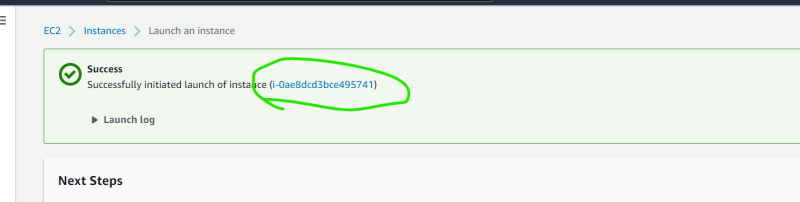 EC2 > Instances > Launch an instance
Success
Successfully initiated launch of instance (i-0ae8dcd3bce495741)
Launch log
Next Steps